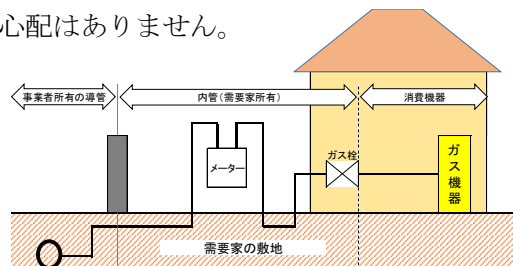 心配はありません。
事業者所有の導管
内管(需要家所有)
消費機器
メーター
ガス栓
ガス機器
需要家の敷地